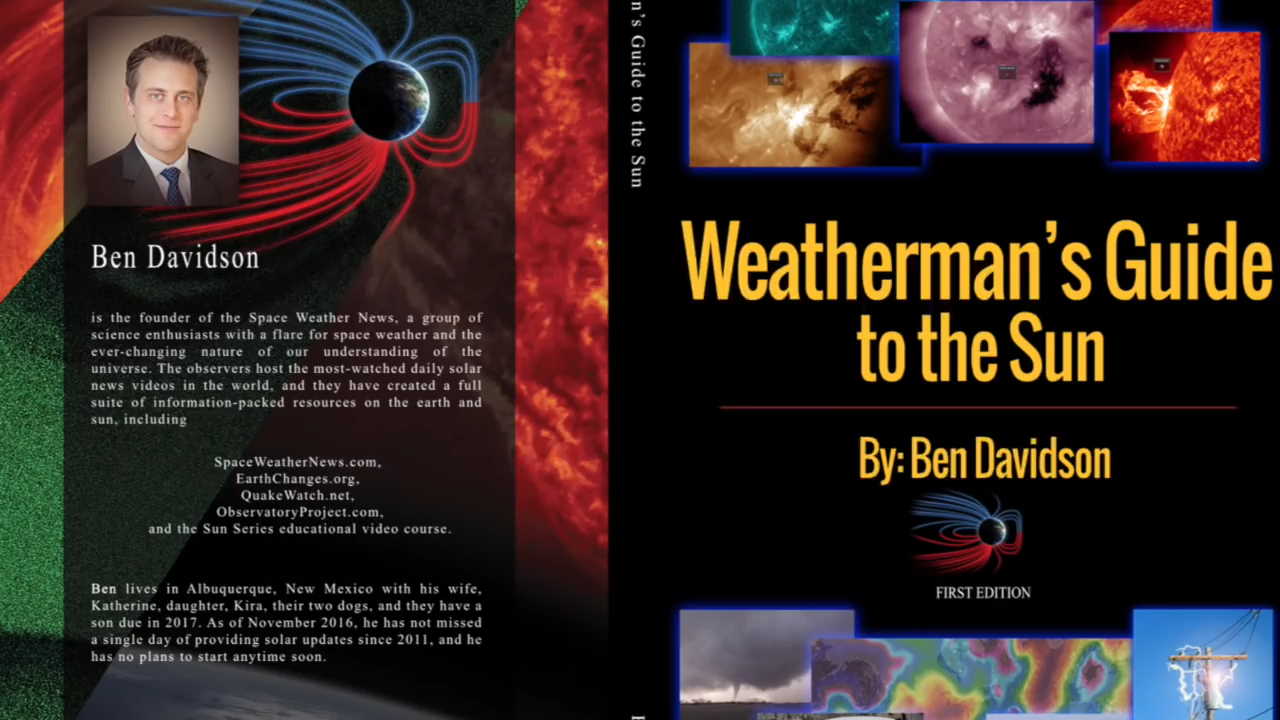 Ben Davidson
is the founder of the Space Weather News, a group of
science enthusiasts with a flare for space weather and the
ever-changing nature of our understanding of the
universe. The observers host the most-watched daily solar
news videos in the world, and they have created a full
suite of information-packed resources on the earth and
sun, including
SpaceWeatherNews.com,
EarthChanges.org,
QuakeWatch.net,
ObservatoryProject.com,
and the Sun Series educational video course.
Ben lives in Albuquerque, New Mexico with his wife,
Katherine, daughter, Kira, their two dogs, and they have a
son due in 2017. As of November 2016, he has not missed
a single day of providing solar updates since 2011, and he
has no plans to start anytime soon.
n's Guide to the Sun
Weatherman's Guide
to the Sun
By: Ben Davidson
FIRST EDITION